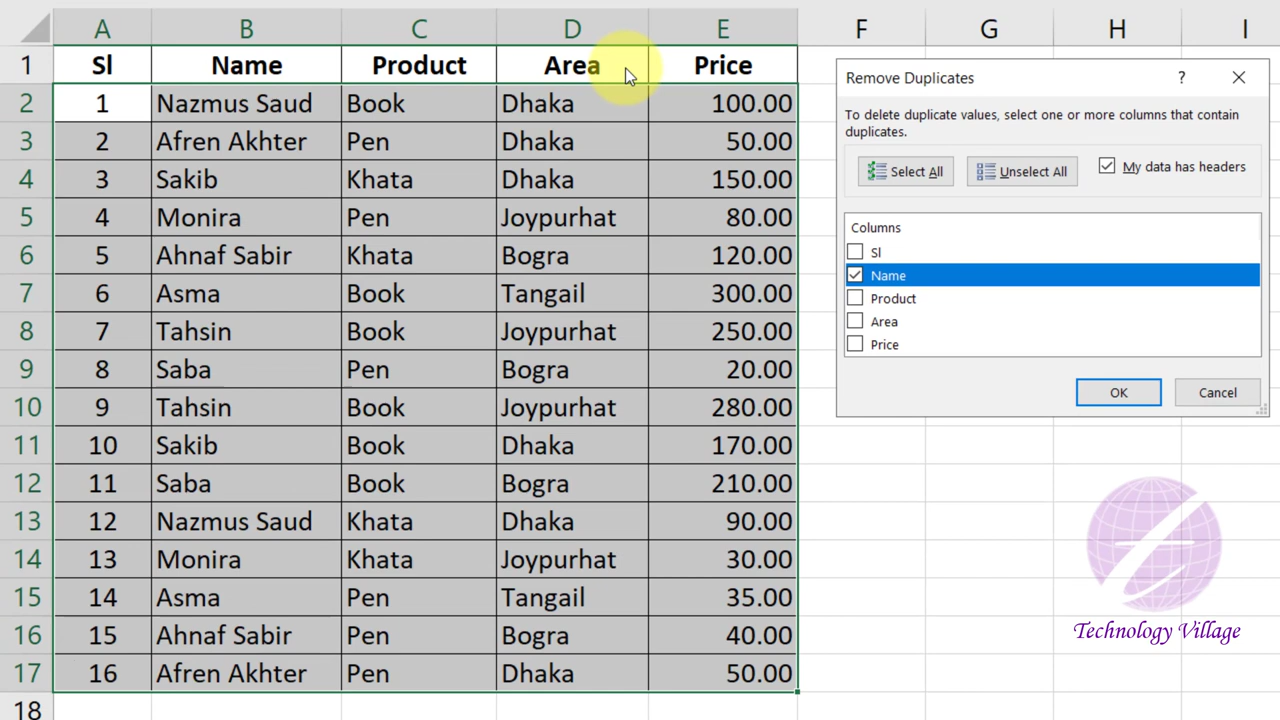 A B C D E F G H I
1 Sl Name Product Area Price
2 1 Nazmus Saud Book Dhaka 100.00
3 2 Afren Akhter Pen Dhaka 50.00
4 3 Sakib Khata Dhaka 150.00
5 4 Monira Pen Joypurhat 80.00
6 5 Ahnaf Sabir Khata Bogra 120.00
7 6 Asma Book Tangail 300.00
8 7 Tahsin Book Joypurhat 250.00
9 8 Saba Pen Bogra 20.00
10 9 Tahsin Book Joypurhat 280.00
11 10 Sakib Book Dhaka 170.00
12 11 Saba Book Bogra 210.00
13 12 Nazmus Saud Khata Dhaka 90.00
14 13 Monira Khata Joypurhat 30.00
15 14 Asma Pen Tangail 35.00
16 15 Ahnaf Sabir Pen Bogra 40.00
17 16 Afren Akhter Pen Dhaka 50.00
18
Remove Duplicates ?
To delete duplicate values, select one or more columns that contain
duplicates.
Select All Unselect All My data has headers
Columns
Sl
Name
Product
Area
Price
OK Cancel
Technology Village